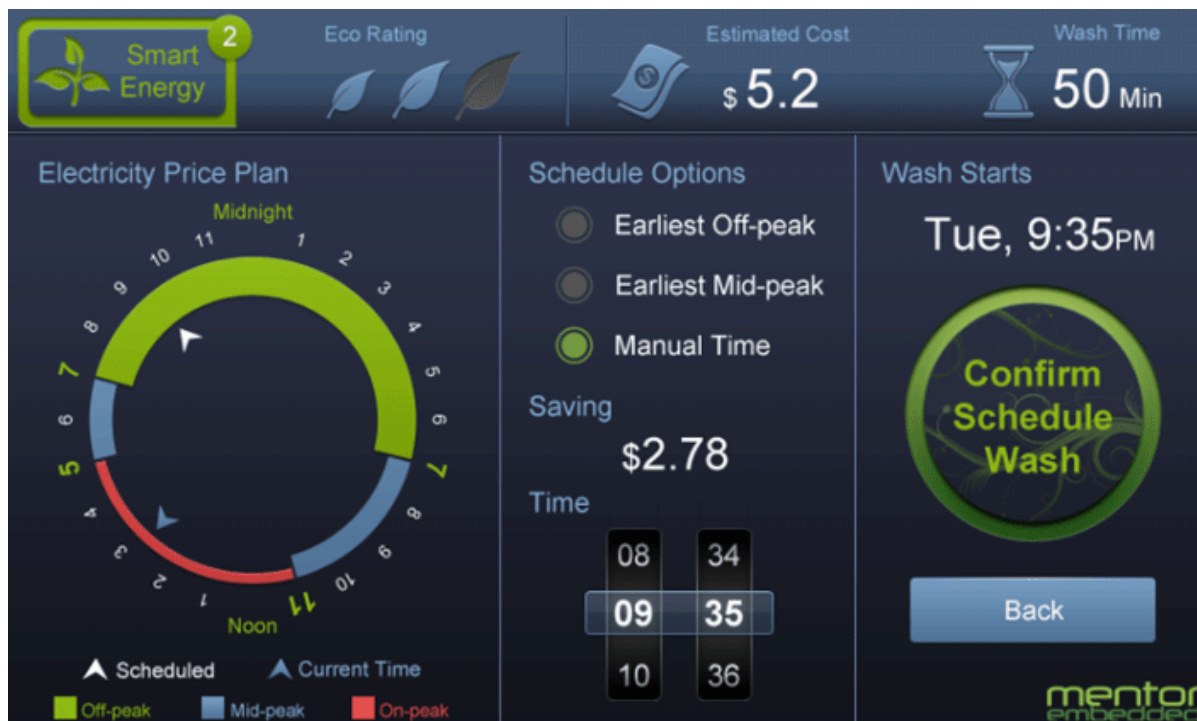 Smart
Energy
2
Eco Rating
Estimated Cost
$ 5.2
Wash Time
50 Min
Electricity Price Plan
Midnight
1
2
3
4
5
6
7
8
9
10
11
Noon
1
2
3
4
5
6
7
8
9
10
11
Scheduled
Current Time
Off-peak
Mid-peak
On-peak
Schedule Options
Earliest Off-peak
Earliest Mid-peak
Manual Time
Saving
$2.78
Time
08 34
09 35
10 36
Wash Starts
Tue, 9:35PM
Confirm
Schedule
Wash
Back
mentor
embedded